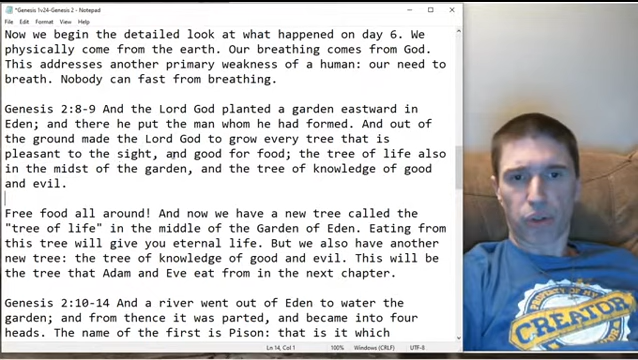 *Genesis 1v24-Genesis 2 - Notepad
File Edit Format View Help
Now we begin the detailed look at what happened on day 6. We
physically come from the earth. Our breathing comes from God.
This addresses another primary weakness of a human: our need to
breath. Nobody can fast from breathing.
Genesis 2:8-9 And the Lord God planted a garden eastward in
Eden; and there he put the man whom he had formed. And out of
the ground made the Lord God to grow every tree that is
pleasant to the sight, and good for food; the tree of life also
in the midst of the garden, and the tree of knowledge of good
and evil.
Free food all around! And now we have a new tree called the
"tree of life" in the middle of the Garden of Eden. Eating from
this tree will give you eternal life. But we also have another
new tree: the tree of knowledge of good and evil. This will be
the tree that Adam and Eve eat from in the next chapter.
Genesis 2:10-14 And a river went out of Eden to water the
garden; and from thence it was parted, and became into four
heads. The name of the first is Pison: that is it which
Ln 14, Col 1 100% Windows (CRLF) UTF-8
PROPERTY OF MY
CREATOR